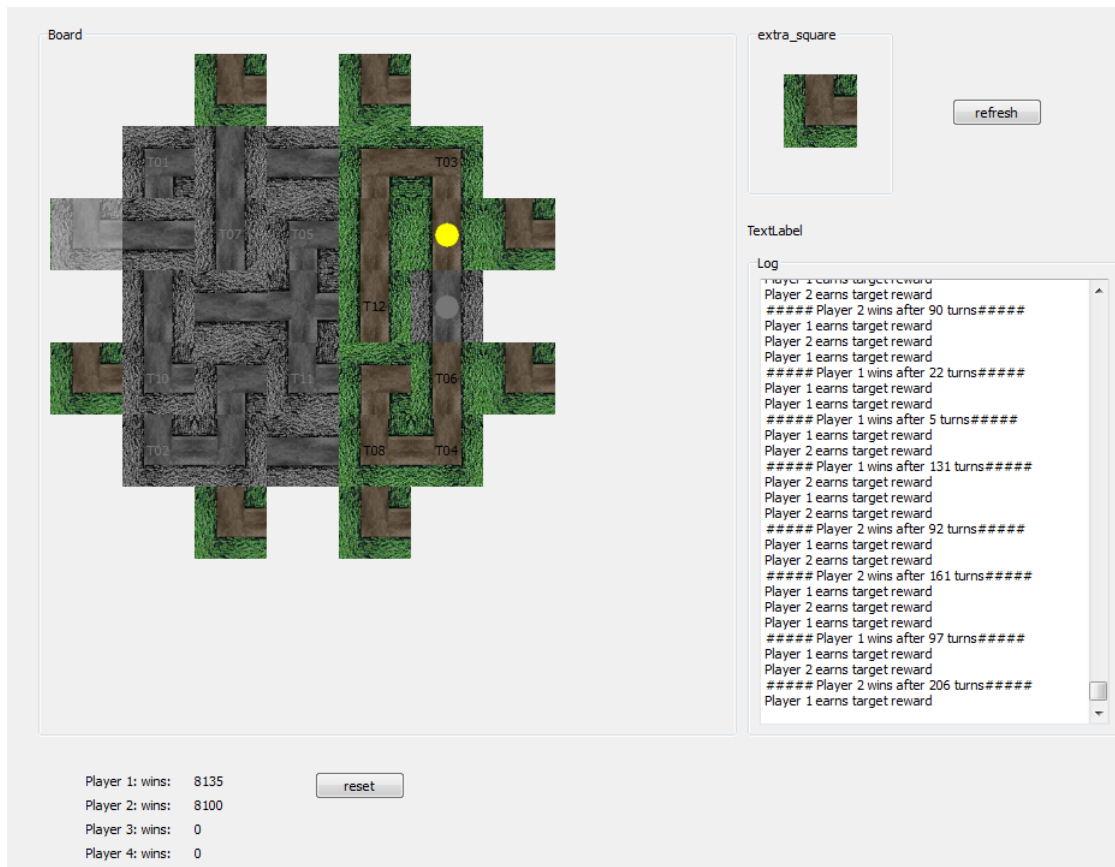 Board
extra_square
refresh
T01
T03
T07
T05
T12
T10
T11
T06
T02
T08
T04
TextLabel
Log
Player 1 earns target reward
Player 2 earns target reward
##### Player 2 wins after 90 turns#####
Player 1 earns target reward
Player 2 earns target reward
Player 1 earns target reward
##### Player 1 wins after 22 turns#####
Player 1 earns target reward
Player 1 earns target reward
##### Player 1 wins after 5 turns#####
Player 1 earns target reward
Player 2 earns target reward
##### Player 1 wins after 131 turns#####
Player 2 earns target reward
Player 1 earns target reward
Player 2 earns target reward
##### Player 2 wins after 92 turns#####
Player 1 earns target reward
Player 2 earns target reward
##### Player 2 wins after 161 turns#####
Player 1 earns target reward
Player 2 earns target reward
Player 1 earns target reward
##### Player 1 wins after 97 turns#####
Player 1 earns target reward
Player 2 earns target reward
##### Player 2 wins after 206 turns#####
Player 1 earns target reward
Player 1: wins: 8135
Player 2: wins: 8100
Player 3: wins: 0
Player 4: wins: 0
reset